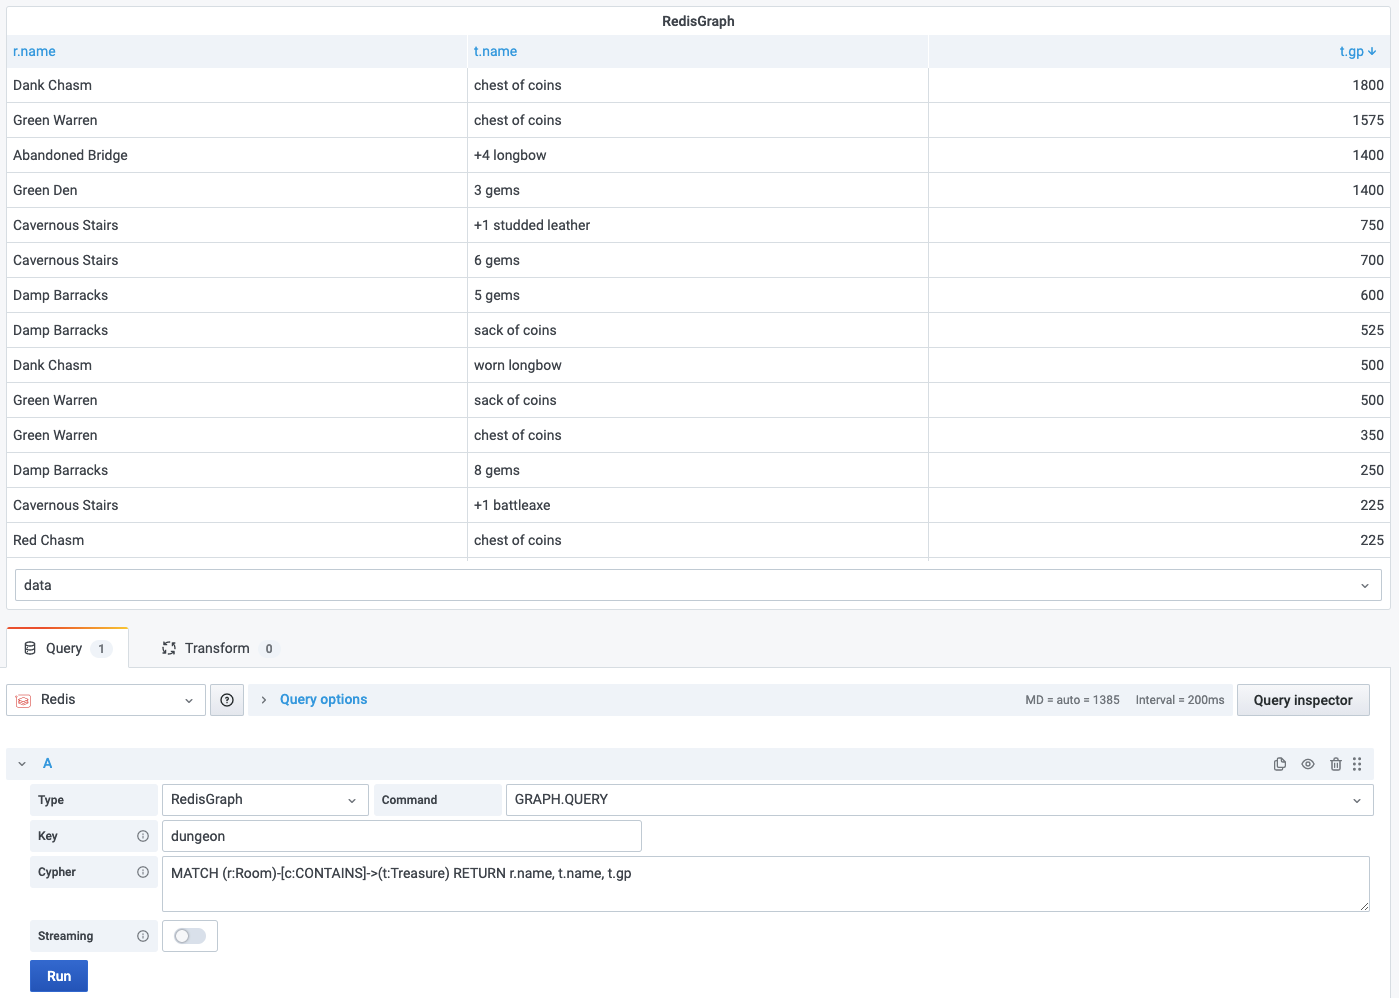 RedisGraph
r.name t.name t.gp
Dank Chasm chest of coins 1800
Green Warren chest of coins 1575
Abandoned Bridge +4 longbow 1400
Green Den 3 gems 1400
Cavernous Stairs +1 studded leather 750
Cavernous Stairs 6 gems 700
Damp Barracks 5 gems 600
Damp Barracks sack of coins 525
Dank Chasm worn longbow 500
Green Warren sack of coins 500
Green Warren chest of coins 350
Damp Barracks 8 gems 250
Cavernous Stairs +1 battleaxe 225
Red Chasm chest of coins 225
data
Query 1 Transform 0
Redis Query options MD = auto = 1385 Interval = 200ms Query inspector
A
Type RedisGraph Command GRAPH.QUERY
Key dungeon
Cypher MATCH (r:Room)-[c:CONTAINS]->(t:Treasure) RETURN r.name, t.name, t.gp
Streaming
Run